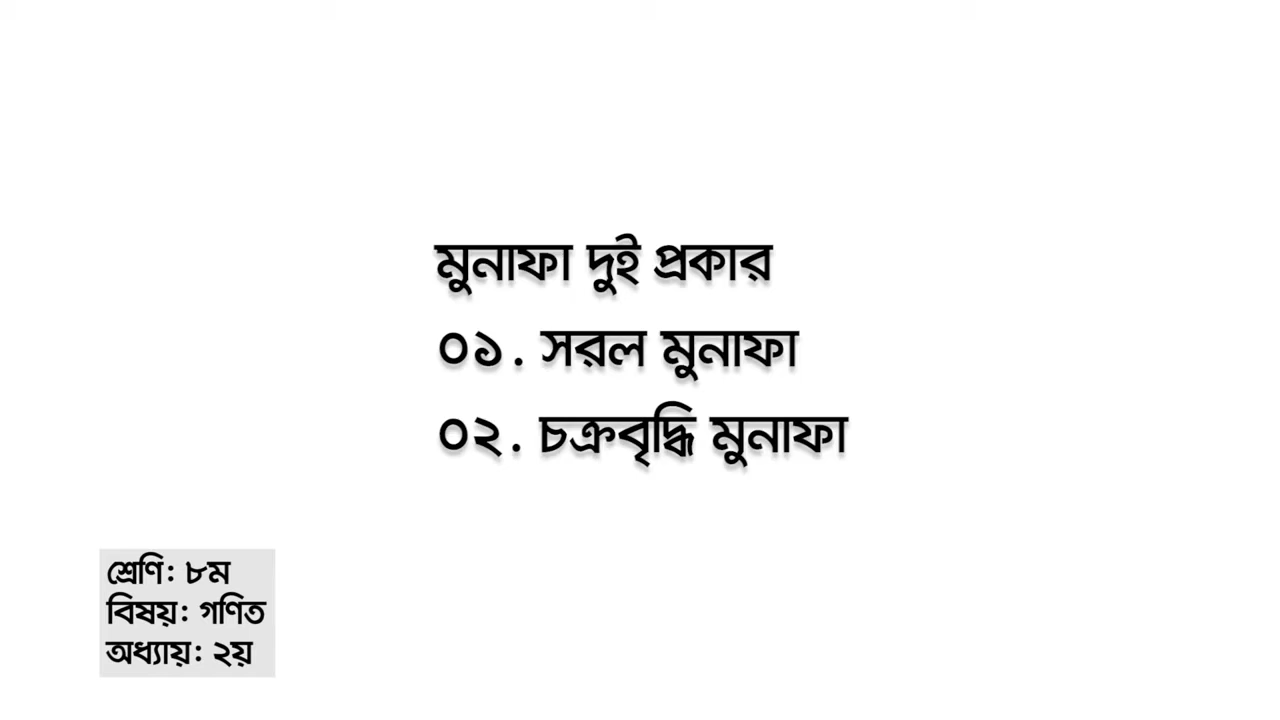 মুনাফা দুই প্রকার
০১. সরল মুনাফা
০২. চক্রবৃদ্ধি মুনাফা
শ্রেণি: ৮ম
বিষয়: গণিত
অধ্যায়: ২য়